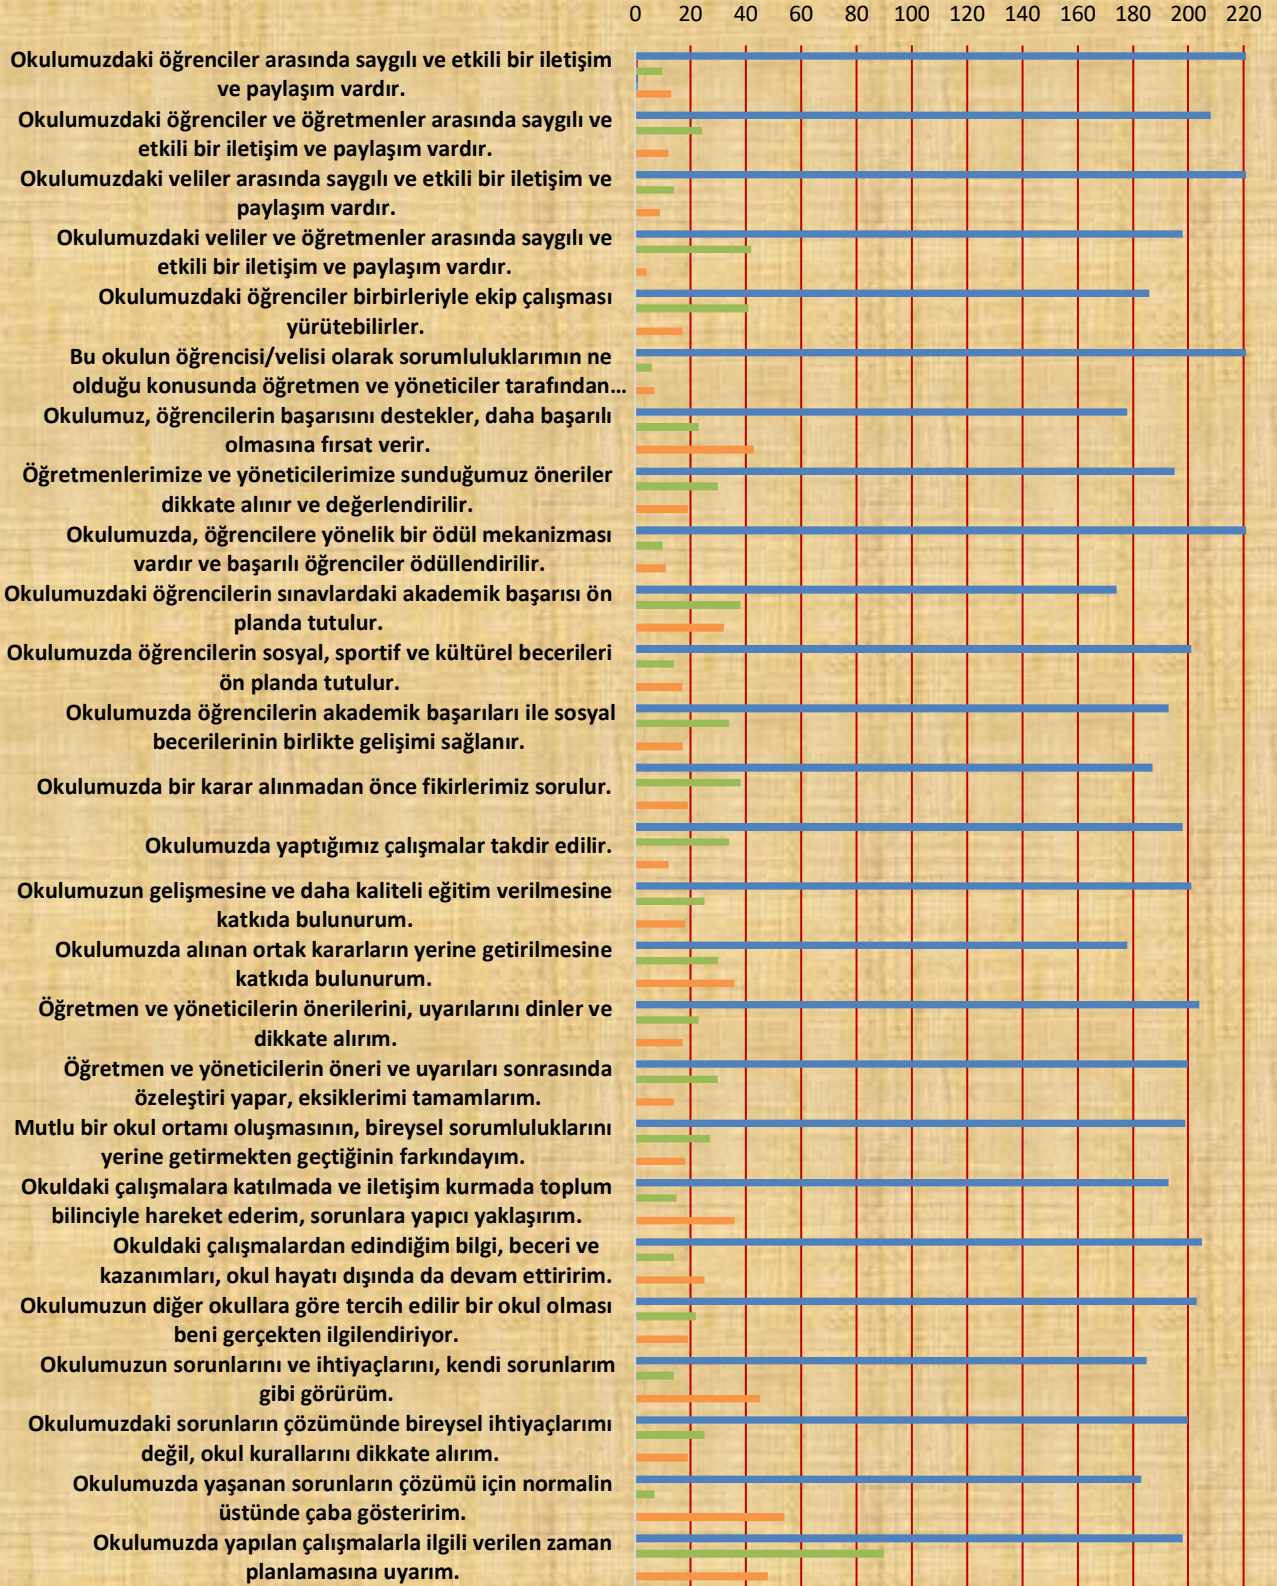 0 20 40 60 80 100 120 140 160 180 200 220
Okulumuzdaki öğrenciler arasında saygılı ve etkili bir iletişim
ve paylaşım vardır.
Okulumuzdaki öğrenciler ve öğretmenler arasında saygılı ve
etkili bir iletişim ve paylaşım vardır.
Okulumuzdaki veliler arasında saygılı ve etkili bir iletişim ve
paylaşım vardır.
Okulumuzdaki veliler ve öğretmenler arasında saygılı ve
etkili bir iletişim ve paylaşım vardır.
Okulumuzdaki öğrenciler birbirleriyle ekip çalışması
yürütebilirler.
Bu okulun öğrencisi/velisi olarak sorumluluklarımın ne
olduğu konusunda öğretmen ve yöneticiler tarafından...
Okulumuz, öğrencilerin başarısını destekler, daha başarılı
olmasına fırsat verir.
Öğretmenlerimize ve yöneticilerimize sunduğumuz öneriler
dikkate alınır ve değerlendirilir.
Okulumuzda, öğrencilere yönelik bir ödül mekanizması
vardır ve başarılı öğrenciler ödüllendirilir.
Okulumuzdaki öğrencilerin sınavlardaki akademik başarısı ön
planda tutulur.
Okulumuzda öğrencilerin sosyal, sportif ve kültürel becerileri
ön planda tutulur.
Okulumuzda öğrencilerin akademik başarıları ile sosyal
becerilerinin birlikte gelişimi sağlanır.
Okulumuzda bir karar alınmadan önce fikirlerimiz sorulur.
Okulumuzda yaptığımız çalışmalar takdir edilir.
Okulumuzun gelişmesine ve daha kaliteli eğitim verilmesine
katkıda bulunurum.
Okulumuzda alınan ortak kararların yerine getirilmesine
katkıda bulunurum.
Öğretmen ve yöneticilerin önerilerini, uyarılarını dinler ve
dikkate alırım.
Öğretmen ve yöneticilerin öneri ve uyarıları sonrasında
özeleştiri yapar, eksiklerimi tamamlarım.
Mutlu bir okul ortamı oluşmasının, bireysel sorumluluklarını
yerine getirmekten geçtiğinin farkındayım.
Okuldaki çalışmalara katılmada ve iletişim kurmada toplum
bilinciyle hareket ederim, sorunlara yapıcı yaklaşırım.
Okuldaki çalışmalardan edindiğim bilgi, beceri ve
kazanımları, okul hayatı dışında da devam ettiririm.
Okulumuzun diğer okullara göre tercih edilir bir okul olması
beni gerçekten ilgilendiriyor.
Okulumuzun sorunlarını ve ihtiyaçlarını, kendi sorunlarım
gibi görürüm.
Okulumuzdaki sorunların çözümünde bireysel ihtiyaçlarımı
değil, okul kurallarını dikkate alırım.
Okulumuzda yaşanan sorunların çözümü için normalin
üstünde çaba gösteririm.
Okulumuzda yapılan çalışmalarla ilgili verilen zaman
planlamasına uyarım.